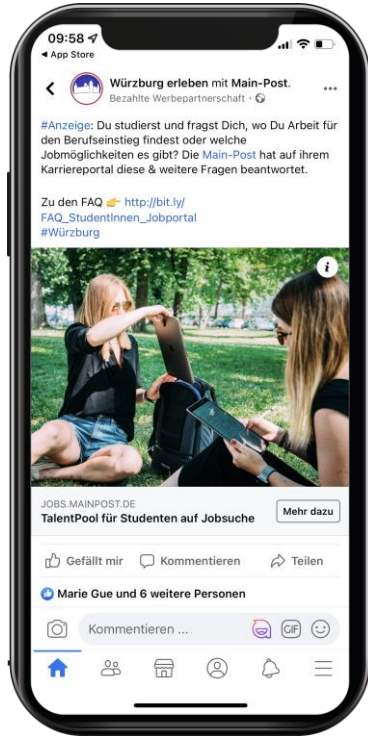 09:58
◀ App Store
Würzburg erleben mit Main-Post.
Bezahlte Werbepartnerschaft ·
#Anzeige: Du studierst und fragst Dich, wo Du Arbeit für
den Berufseinstieg findest oder welche
Jobmöglichkeiten es gibt? Die Main-Post hat auf ihrem
Karriereportal diese & weitere Fragen beantwortet.
Zu den FAQ 👉 http://bit.ly/
FAQ_StudentInnen_Jobportal
#Würzburg
i
JOBS.MAINPOST.DE
TalentPool für Studenten auf Jobsuche
Mehr dazu
Gefällt mir Kommentieren Teilen
Marie Gue und 6 weitere Personen
Kommentieren ... GIF